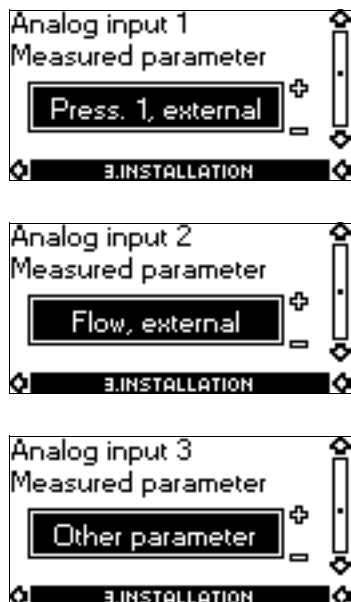 Analog input 1
Measured parameter
Press. 1, external
3.INSTALLATION
Analog input 2
Measured parameter
Flow, external
3.INSTALLATION
Analog input 3
Measured parameter
Other parameter
3.INSTALLATION